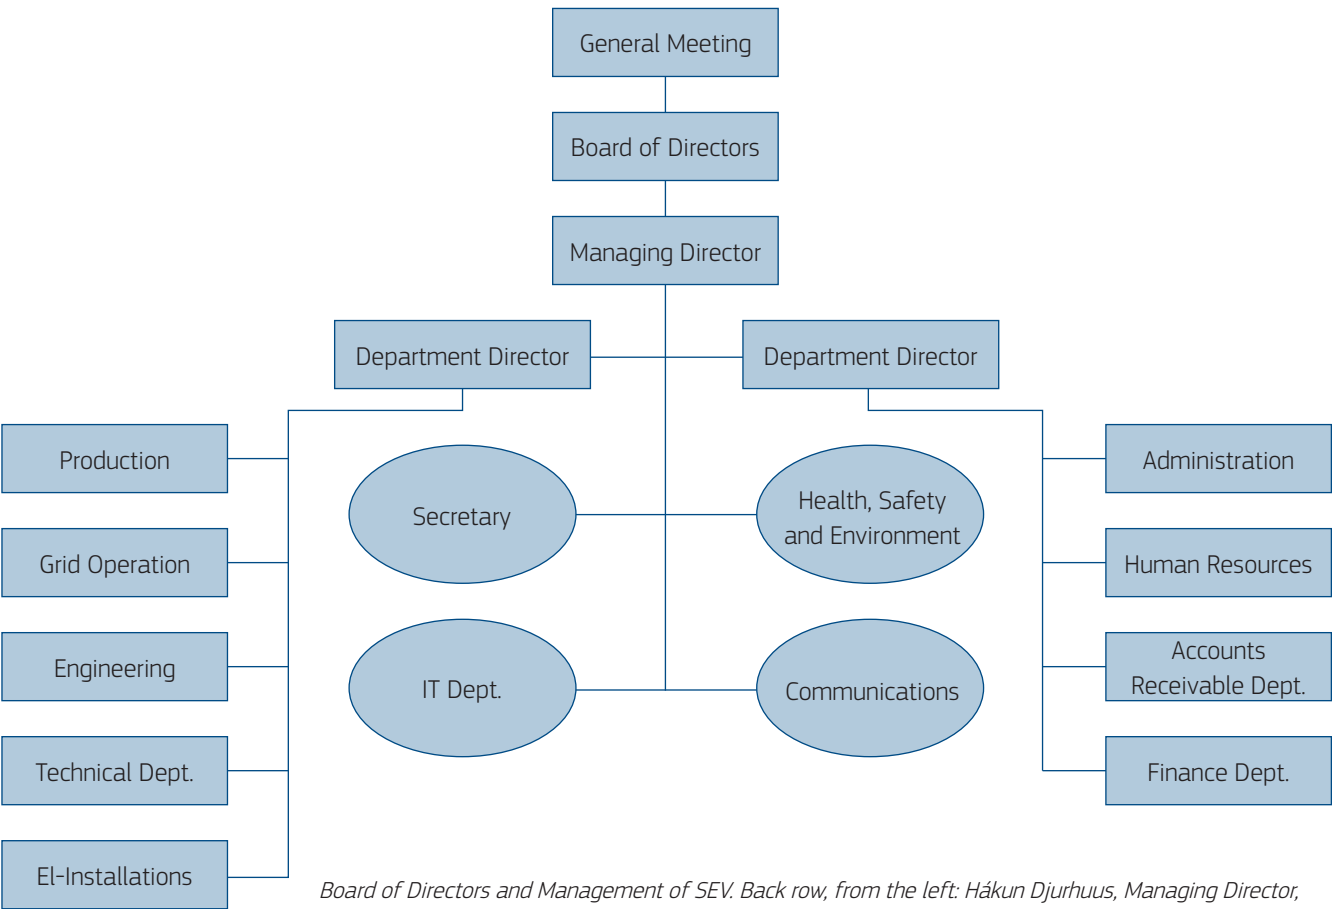 General Meeting
Board of Directors
Managing Director
Department Director
Department Director
Production
Grid Operation
Engineering
Technical Dept.
El-Installations
Secretary
IT Dept.
Health, Safety
and Environment
Communications
Administration
Human Resources
Accounts
Receivable Dept.
Finance Dept.
Board of Directors and Management of SEV. Back row, from the left: Hákun Djurhuus, Managing Director,